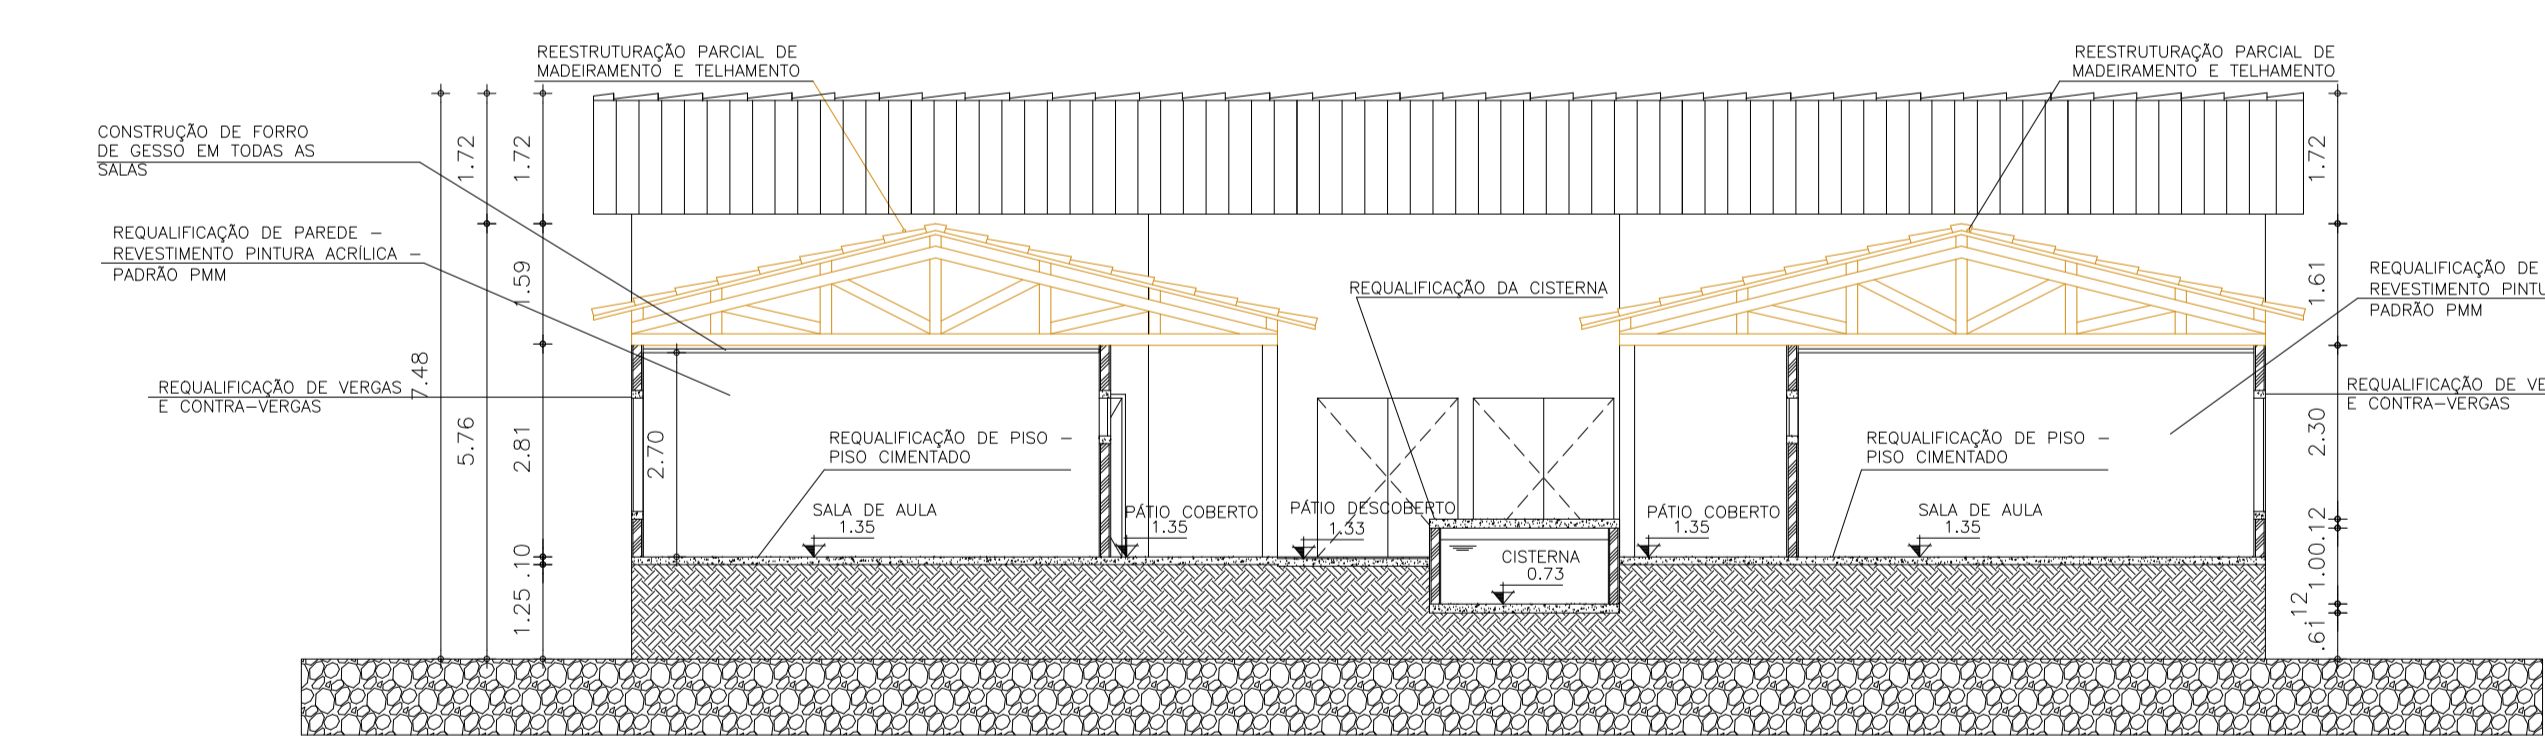 REESTRUTURAÇÃO PARCIAL DE
MADEIRAMENTO E TELHAMENTO
REESTRUTURAÇÃO PARCIAL DE
MADEIRAMENTO E TELHAMENTO
CONSTRUÇÃO DE FORRO
DE GESSO EM TODAS AS
SALAS
1.72
1.72
1.72
REQUALIFICAÇÃO DE PAREDE –
REVESTIMENTO PINTURA ACRÍLICA –
PADRÃO PMM
1.59
REQUALIFICAÇÃO DA CISTERNA
1.61
REQUALIFICAÇÃO DE
REVESTIMENTO PINTU
PADRÃO PMM
7.48
REQUALIFICAÇÃO DE VERGAS
E CONTRA–VERGAS
REQUALIFICAÇÃO DE VE
E CONTRA–VERGAS
5.76
2.81
2.70
REQUALIFICAÇÃO DE PISO –
PISO CIMENTADO
REQUALIFICAÇÃO DE PISO –
PISO CIMENTADO
2.30
SALA DE AULA
1.35
PÁTIO COBERTO
1.35
PÁTIO DESCOBERTO
1.33
PÁTIO COBERTO
1.35
SALA DE AULA
1.35
.12
CISTERNA
0.73
.10
1.00
1.25
.12
.61